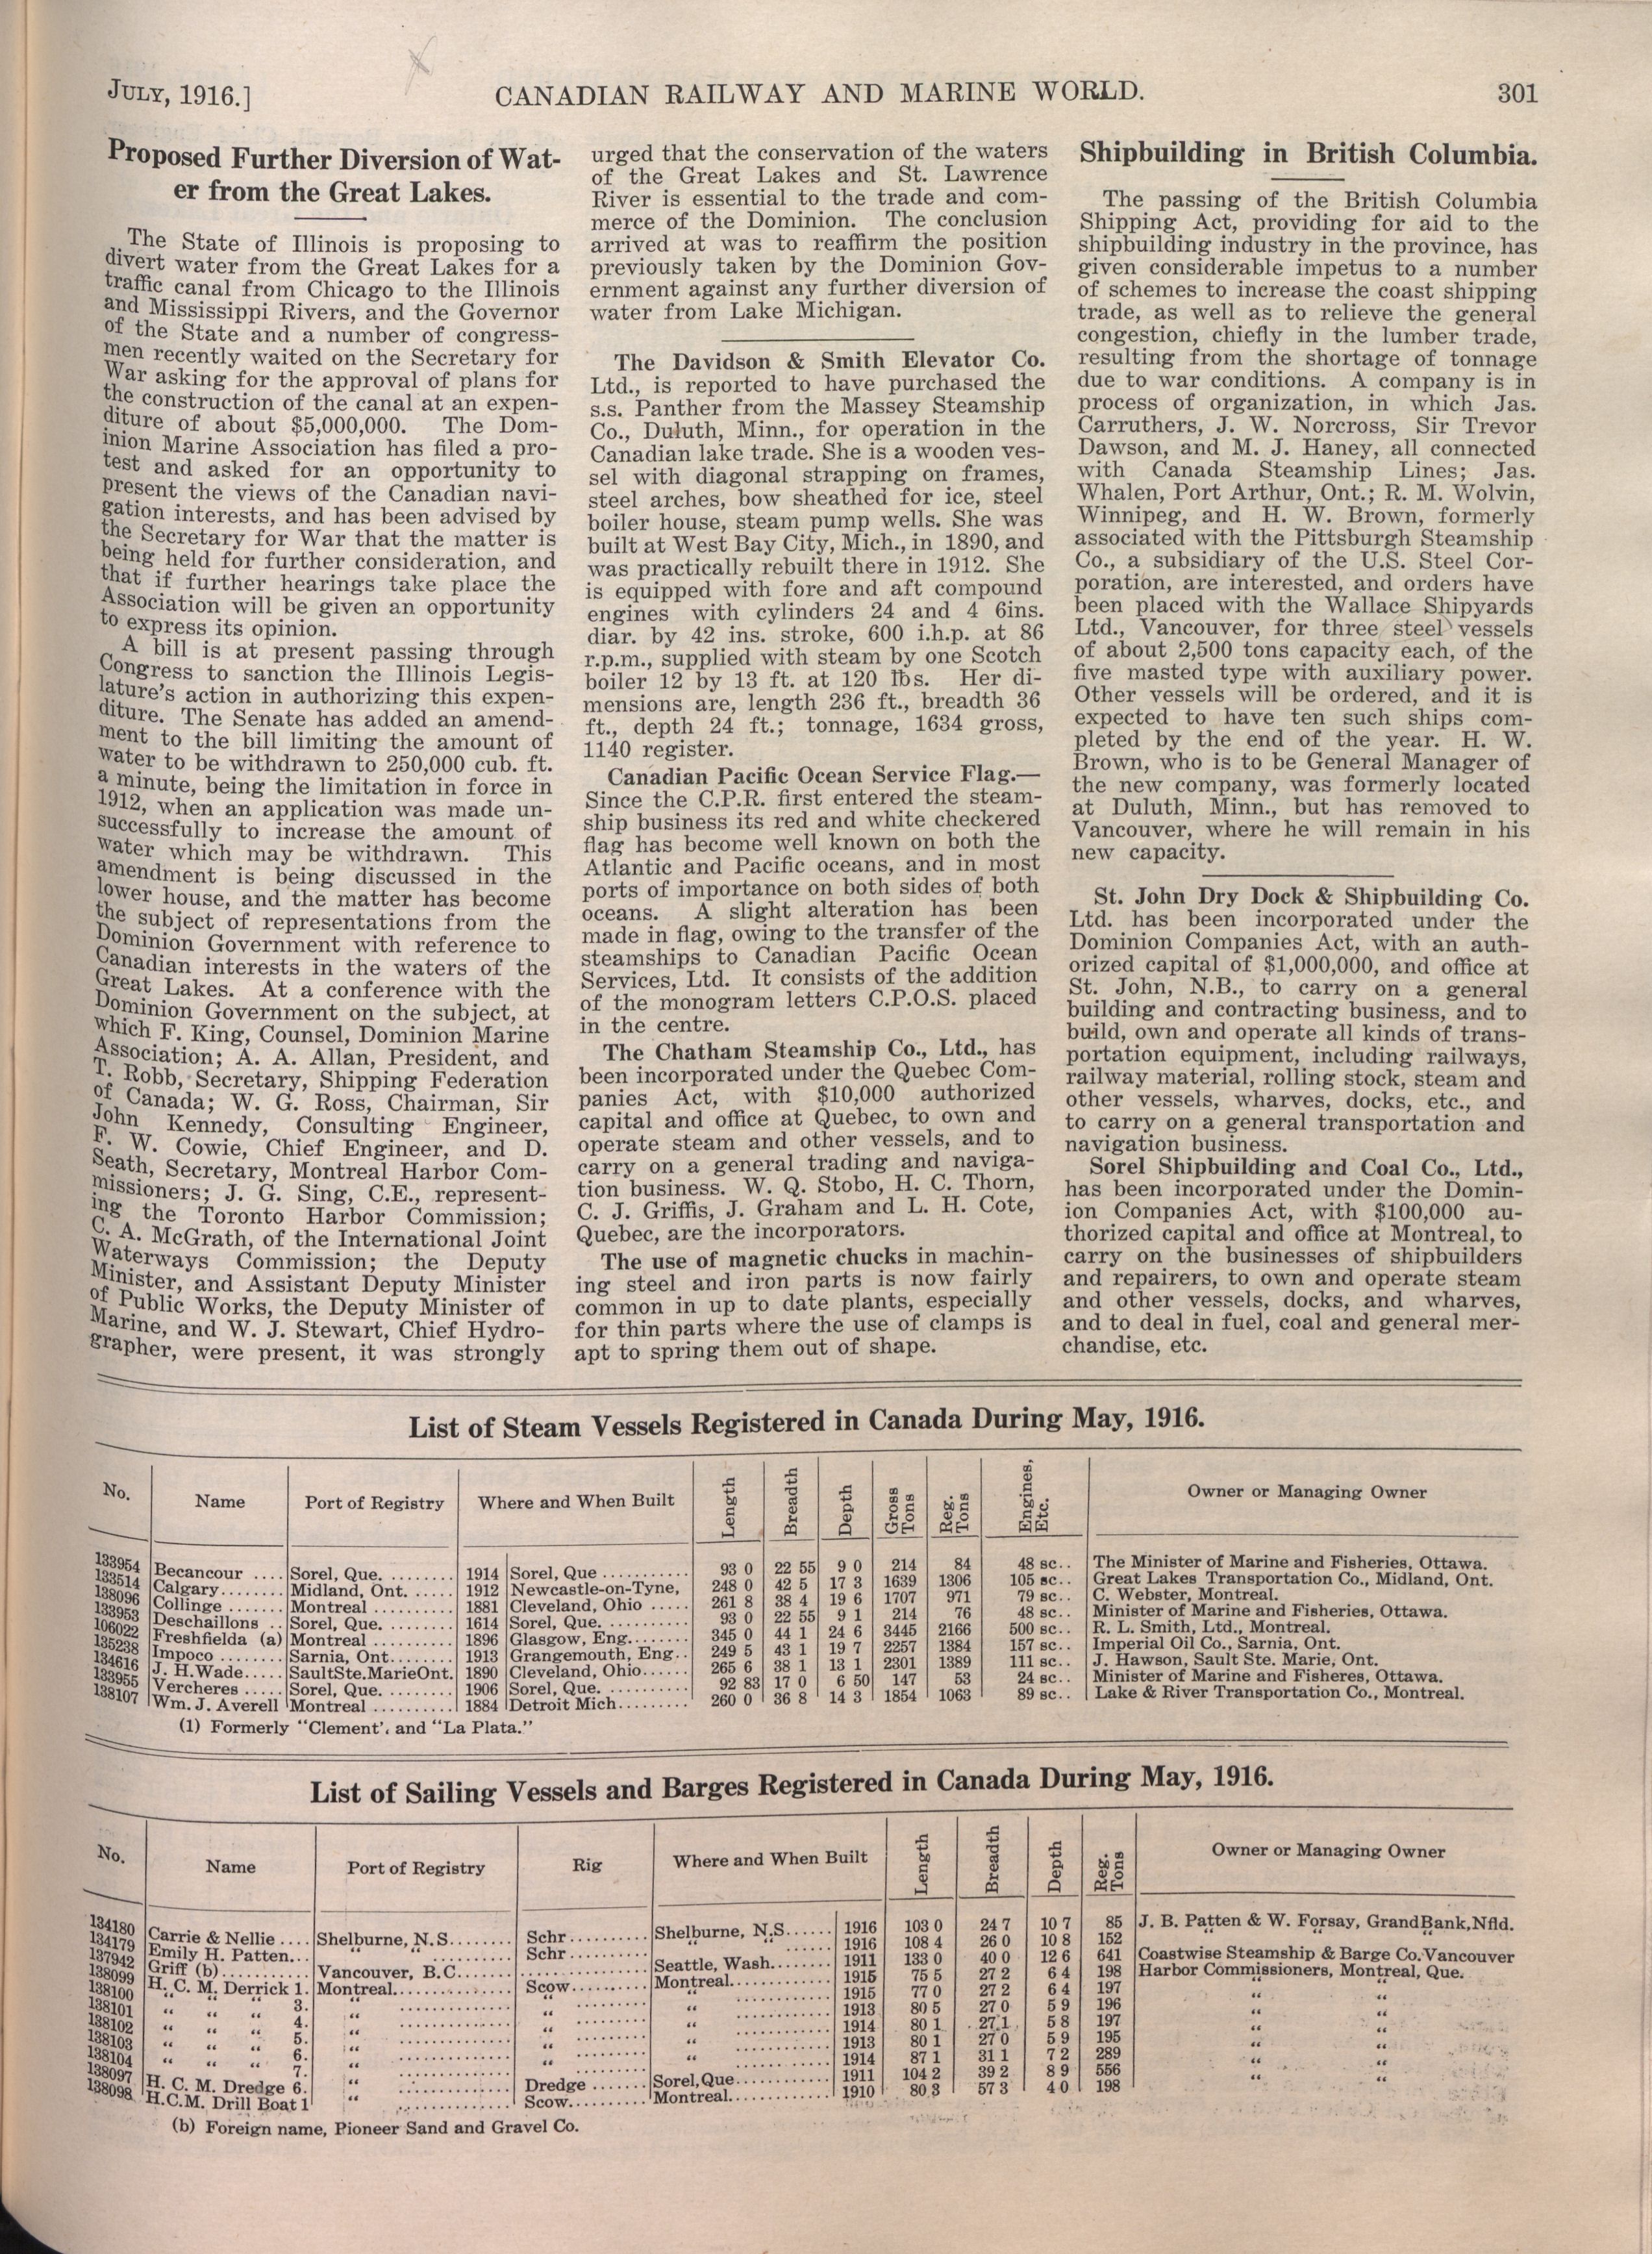 JULY, 1916.]
CANADIAN RAILWAY AND MARINE WORLD.
301
Proposed Further Diversion of Wat-
er from the Great Lakes.
The State of Illinois is proposing to
divert water from the Great Lakes for a
traffic canal from Chicago to the Illinois
and Mississippi Rivers, and the Governor
of the State and a number of congress-
men recently waited on the Secretary for
War asking for the approval of plans for
the construction of the canal at an expen-
diture of about $5,000,000. The Dom-
inion Marine Association has filed a pro-
test and asked for an opportunity to
present the views of the Canadian navi-
gation interests, and has been advised by
the Secretary for War that the matter is
being held for further consideration, and
that if further hearings take place the
Association will be given an opportunity
to express its opinion.
A bill is at present passing through
Congress to sanction the Illinois Legis-
lature's action in authorizing this expen-
diture. The Senate has added an amend-
ment to the bill limiting the amount of
water to be withdrawn to 250,000 cub. ft.
a minute, being the limitation in force in
1912, when an application was made un-
successfully to increase the amount of
water which may be withdrawn. This
amendment is being discussed in the
lower house, and the matter has become
the subject of representations from the
Dominion Government with reference to
Canadian interests in the waters of the
Great Lakes. At a conference with the
Dominion Government on the subject, at
which F. King, Counsel, Dominion Marine
Association; A. A. Allan, President, and
T. Robb, Secretary, Shipping Federation
of Canada; W. G. Ross, Chairman, Sir
John Kennedy, Consulting Engineer,
F. W. Cowie, Chief Engineer, and D.
Seath, Secretary, Montreal Harbor Com-
missioners; J. G. Sing, C.E., represent-
ing the Toronto Harbor Commission;
C. A. McGrath, of the International Joint
Waterways Commission; the Deputy
Minister, and Assistant Deputy Minister
of Public Works, the Deputy Minister of
Marine, and W. J. Stewart, Chief Hydro-
grapher, were present, it was strongly
urged that the conservation of the waters
of the Great Lakes and St. Lawrence
River is essential to the trade and com-
merce of the Dominion. The conclusion
arrived at was to reaffirm the position
previously taken by the Dominion Gov-
ernment against any further diversion of
water from Lake Michigan.
The Davidson & Smith Elevator Co.
Ltd., is reported to have purchased the
s.s. Panther from the Massey Steamship
Co., Duluth, Minn., for operation in the
Canadian lake trade. She is a wooden ves-
sel with diagonal strapping on frames,
steel arches, bow sheathed for ice, steel
boiler house, steam pump wells. She was
built at West Bay City, Mich., in 1890, and
was practically rebuilt there in 1912. She
is equipped with fore and aft compound
engines with cylinders 24 and 4 6ins.
diar. by 42 ins. stroke, 600 i.h.p. at 86
r.p.m., supplied with steam by one Scotch
boiler 12 by 13 ft. at 120 lbs. Her di-
mensions are, length 236 ft., breadth 36
ft., depth 24 ft.; tonnage, 1634 gross,
1140 register.
Canadian Pacific Ocean Service Flag.—
Since the C.P.R. first entered the steam-
ship business its red and white checkered
flag has become well known on both the
Atlantic and Pacific oceans, and in most
ports of importance on both sides of both
oceans. A slight alteration has been
made in flag, owing to the transfer of the
steamships to Canadian Pacific Ocean
Services, Ltd. It consists of the addition
of the monogram letters C.P.O.S. placed
in the centre.
The Chatham Steamship Co., Ltd., has
been incorporated under the Quebec Com-
panies Act, with $10,000 authorized
capital and office at Quebec, to own and
operate steam and other vessels, and to
carry on a general trading and naviga-
tion business. W. Q. Stobo, H. C. Thorn,
C. J. Griffis, J. Graham and L. H. Cote,
Quebec, are the incorporators.
The use of magnetic chucks in machin-
ing steel and iron parts is now fairly
common in up to date plants, especially
for thin parts where the use of clamps is
apt to spring them out of shape.
Shipbuilding in British Columbia.
The passing of the British Columbia
Shipping Act, providing for aid to the
shipbuilding industry in the province, has
given considerable impetus to a number
of schemes to increase the coast shipping
trade, as well as to relieve the general
congestion, chiefly in the lumber trade,
resulting from the shortage of tonnage
due to war conditions. A company is in
process of organization, in which Jas.
Carruthers, J. W. Norcross, Sir Trevor
Dawson, and M. J. Haney, all connected
with Canada Steamship Lines; Jas.
Whalen, Port Arthur, Ont.; R. M. Wolvin,
Winnipeg, and H. W. Brown, formerly
associated with the Pittsburgh Steamship
Co., a subsidiary of the U.S. Steel Cor-
poration, are interested, and orders have
been placed with the Wallace Shipyards
Ltd., Vancouver, for three steel vessels
of about 2,500 tons capacity each, of the
five masted type with auxiliary power.
Other vessels will be ordered, and it is
expected to have ten such ships com-
pleted by the end of the year. H. W.
Brown, who is to be General Manager of
the new company, was formerly located
at Duluth, Minn., but has removed to
Vancouver, where he will remain in his
new capacity.
St. John Dry Dock & Shipbuilding Co.
Ltd. has been incorporated under the
Dominion Companies Act, with an auth-
orized capital of $1,000,000, and office at
St. John, N.B., to carry on a general
building and contracting business, and to
build, own and operate all kinds of trans-
portation equipment, including railways,
railway material, rolling stock, steam and
other vessels, wharves, docks, etc., and
to carry on a general transportation and
navigation business.
Sorel Shipbuilding and Coal Co., Ltd.,
has been incorporated under the Domin-
ion Companies Act, with $100,000 au-
thorized capital and office at Montreal, to
carry on the businesses of shipbuilders
and repairers, to own and operate steam
and other vessels, docks, and wharves,
and to deal in fuel, coal and general mer-
chandise, etc.
List of Steam Vessels Registered in Canada During May, 1916.
No. Name Port of Registry Where and When Built Length Breadth Depth Gross Tons Reg. Tons Engines, Etc. Owner or Managing Owner
133954 Becancour .... Sorel, Que. ........ 1914 Sorel, Que ........... 93 0 22 55 9 0 214 84 48 sc.. The Minister of Marine and Fisheries, Ottawa.
133514 Calgary........ Midland, Ont. ...... 1912 Newcastle-on-Tyne, 248 0 42 5 17 3 1639 1306 105 sc.. Great Lakes Transportation Co., Midland, Ont.
138096 Collinge ....... Montreal .......... 1881 Cleveland, Ohio ..... 261 8 38 4 19 6 1707 971 79 sc.. C. Webster, Montreal.
133953 Deschaillons .. Sorel, Que. ........ 1614 Sorel, Que. .......... 93 0 22 55 9 1 214 76 48 sc.. Minister of Marine and Fisheries, Ottawa.
106022 Freshfielda (a) Montreal .......... 1896 Glasgow, Eng........ 345 0 44 1 24 6 3445 2166 500 sc.. R. L. Smith, Ltd., Montreal.
135238 Impoco ........ Sarnia, Ont. ....... 1913 Grangemouth, Eng.. 249 5 43 1 19 7 2257 1384 157 sc.. Imperial Oil Co., Sarnia, Ont.
134616 J. H.Wade..... SaultSte.MarieOnt. 1890 Cleveland, Ohio...... 265 6 38 1 13 1 2301 1389 111 sc.. J. Hawson, Sault Ste. Marie, Ont.
133955 Vercheres ..... Sorel, Que. ......... 1906 Sorel, Que. .......... 92 83 17 0 6 50 147 53 24 sc.. Minister of Marine and Fisheres, Ottawa.
138107 Wm. J. Averell Montreal .......... 1884 Detroit Mich......... 260 0 36 8 14 3 1854 1063 89 sc.. Lake & River Transportation Co., Montreal.
(1) Formerly "Clement'. and "La Plata."
List of Sailing Vessels and Barges Registered in Canada During May, 1916.
No. Name Port of Registry Rig Where and When Built Length Breadth Depth Reg. Tons Owner or Managing Owner
134180 Carrie & Nellie .... Shelburne, N.S........ Schr.......... Shelburne, N.S...... 1916 103 0 24 7 10 7 85 J. B. Patten & W. Forsay, GrandBank,Nfld.
134179 Emily H. Patten... " " .......... Schr.......... " " ...... 1916 108 4 26 0 10 8 152 " " "
137942 Griff (b)........... Vancouver, B.C....... ............... Seattle, Wash........ 1911 133 0 40 0 12 6 641 Coastwise Steamship & Barge Co.Vancouver
138099 H. C. M. Derrick 1. Montreal.............. Scow.......... Montreal............ 1915 75 5 27 2 6 4 198 Harbor Commissioners, Montreal, Que.
138100 " " " 3. " .............. " ......... " ............ 1915 77 0 27 2 6 4 197 " "
138101 " " " 4. " .............. " ......... " ............ 1913 80 5 27 0 5 9 196 " "
138102 " " " 5. " .............. " ......... " ............ 1914 80 1 27.1 5 8 197 " "
138103 " " " 6. " .............. " ......... " ............ 1913 80 1 27 0 5 9 195 " "
138104 " " " 7. " .............. " ......... " ............ 1914 87 1 31 1 7 2 289 " "
138097 H. C. M. Dredge 6. " .............. Dredge ....... Sorel,Que............ 1911 104 2 39 2 8 9 556 " "
138098 H.C.M. Drill Boat 1 " .............. Scow.......... Montreal............ 1910 80 3 57 3 4 0 198
(b) Foreign name, Pioneer Sand and Gravel Co.